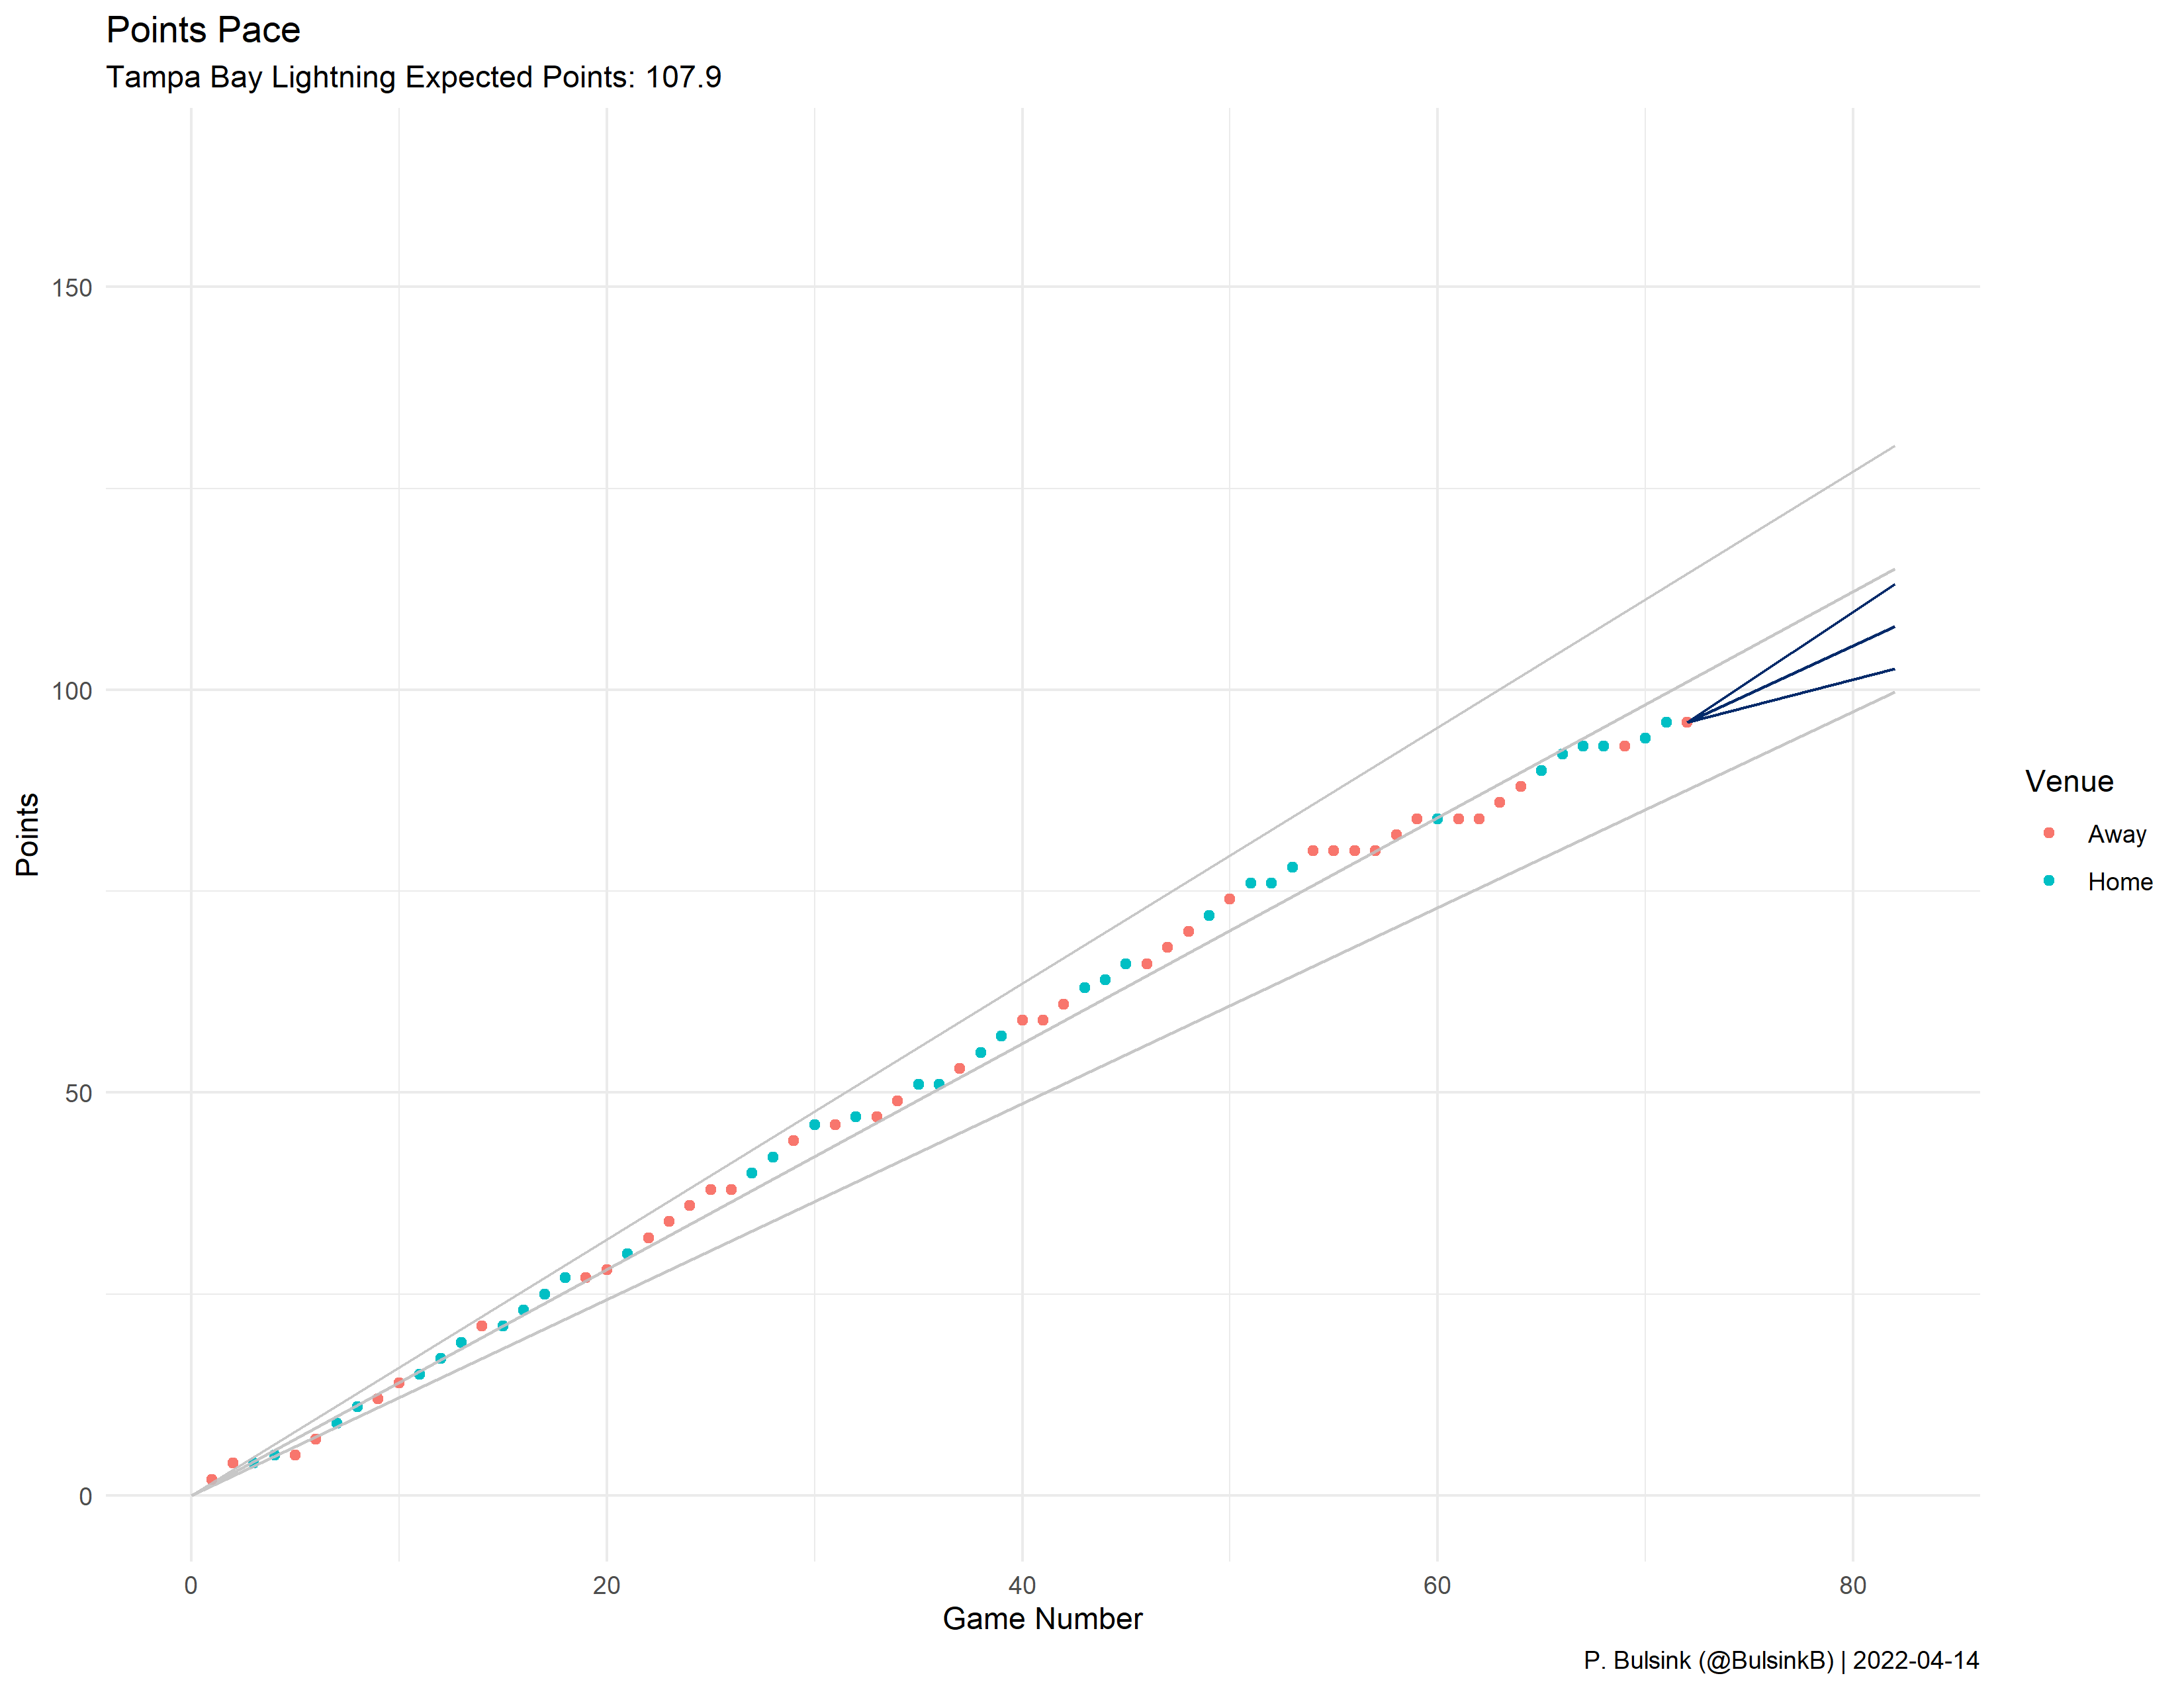 Points Pace
Tampa Bay Lightning Expected Points: 107.9
150
100
50
0
Points
0 20 40 60 80
Game Number
Venue
Away
Home
P. Bulsink (@BulsinkB) | 2022-04-14